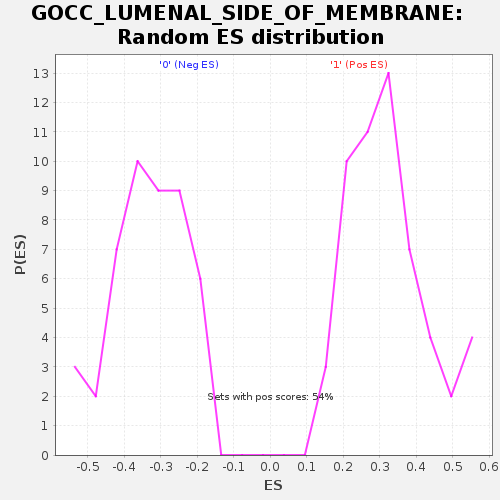 GOCC_LUMENAL_SIDE_OF_MEMBRANE:
Random ES distribution
'0' (Neg ES)
'1' (Pos ES)
13
12
11
10
9
8
7
6
5
4
3
2
1
0
P(ES)
Sets with pos scores: 54%
-0.5 -0.4 -0.3 -0.2 -0.1 0.0 0.1 0.2 0.3 0.4 0.5 0.6
ES